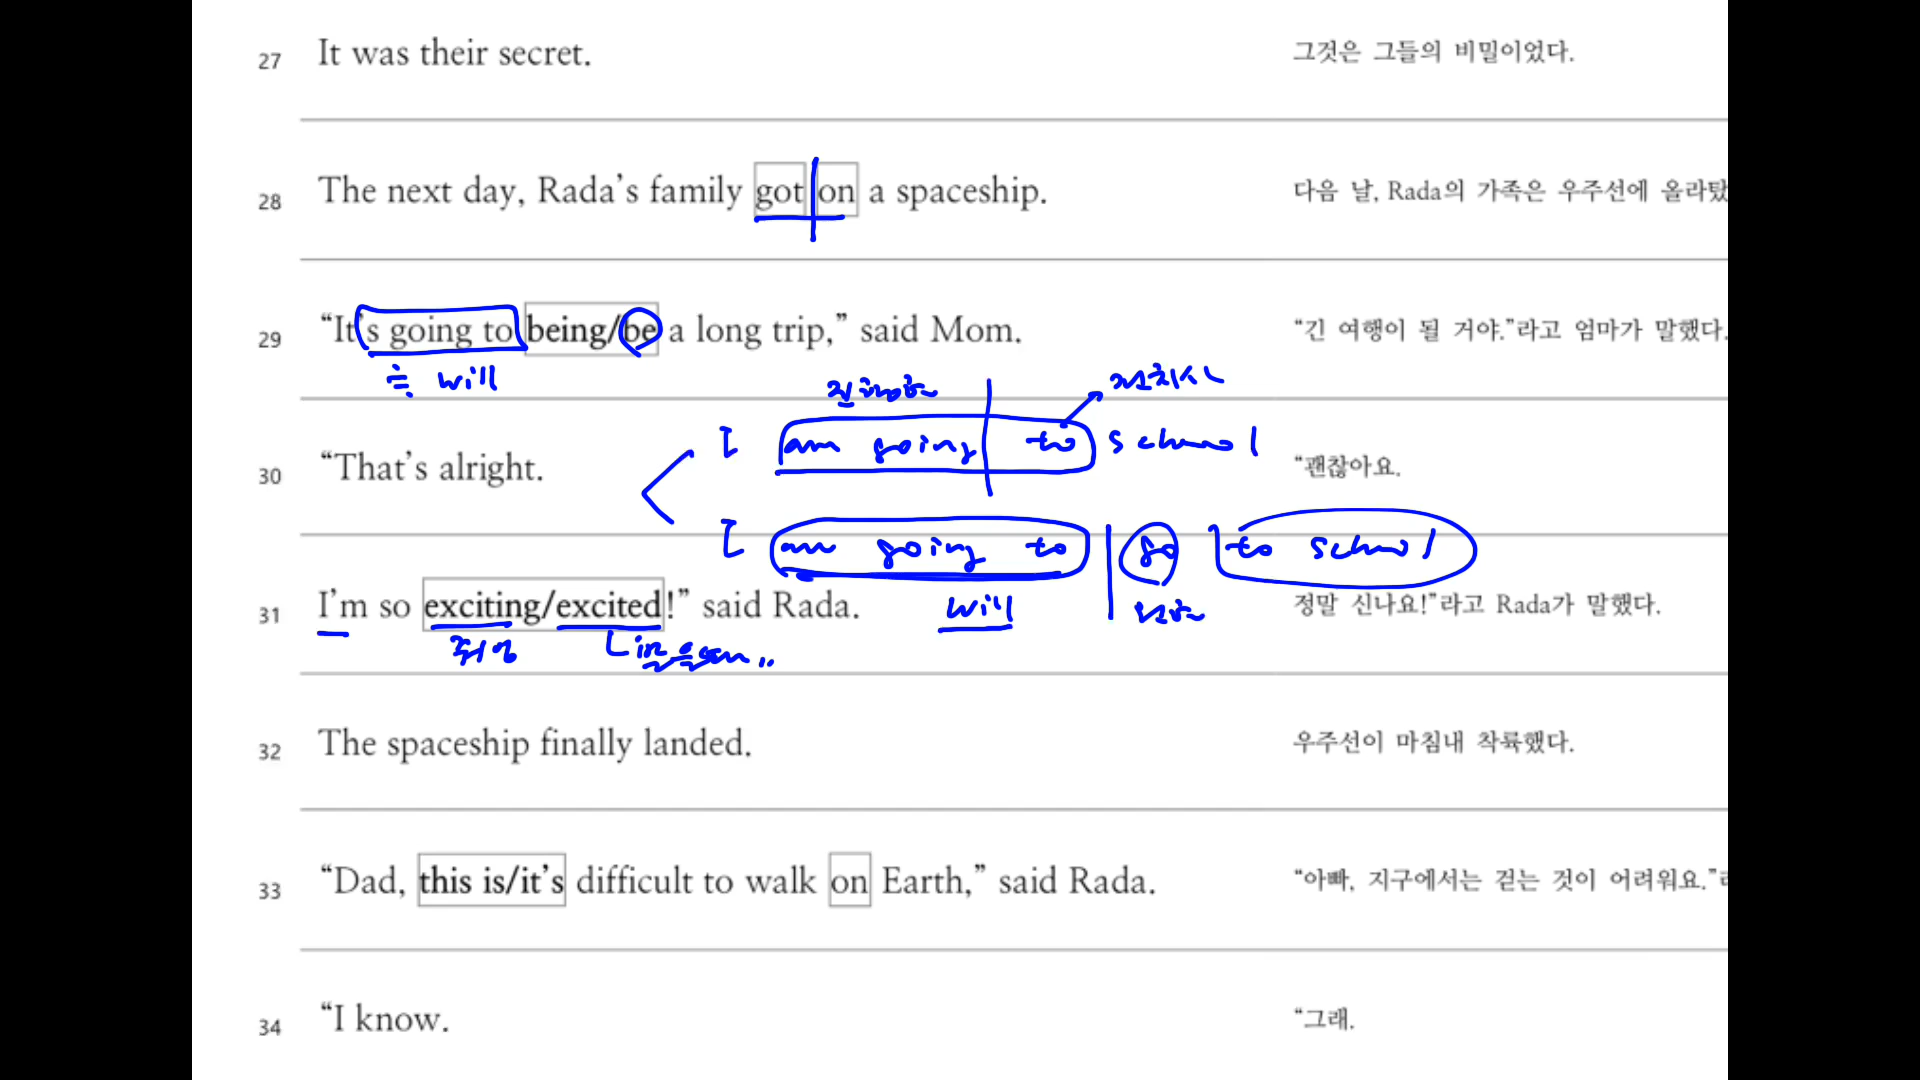 27 It was their secret. 그것은 그들의 비밀이었다.
28 The next day, Rada’s family got on a spaceship. 다음 날, Rada의 가족은 우주선에 올라탔
29 “It’s going to being/be a long trip,” said Mom. “긴 여행이 될 거야.”라고 엄마가 말했다.
≒ will
전치사
I am going to school
30 “That’s alright. “괜찮아요.
I am going to go to school
31 I’m so exciting/excited!” said Rada. 정말 신나요!”라고 Rada가 말했다.
will
32 The spaceship finally landed. 우주선이 마침내 착륙했다.
33 “Dad, this is/it’s difficult to walk on Earth,” said Rada. “아빠, 지구에서는 걷는 것이 어려워요.”
34 “I know. “그래.